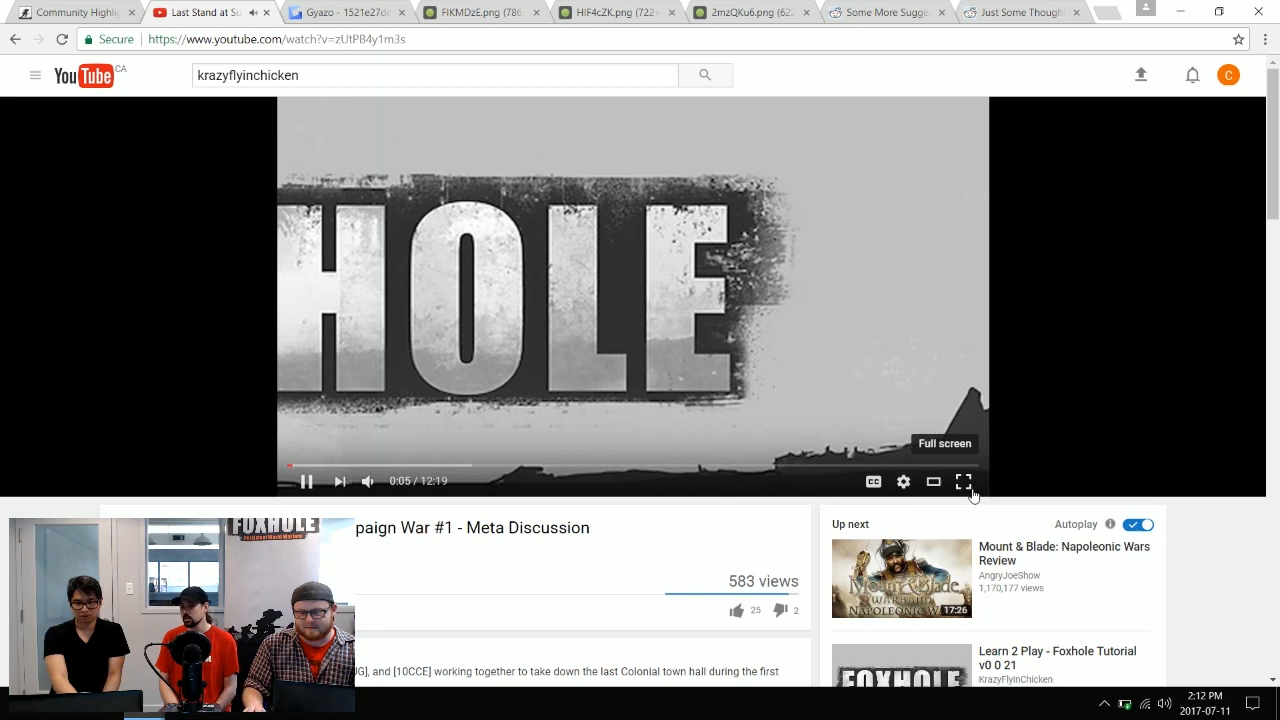 Community Highlig
Last Stand at Su
Gyazo - 1521e27de
FIKMDzE.png (786
HIF4cZK.png (722
2mzQKu6.png (622
Some More Sugge
Just Some Though
Secure
https://www.youtube.com/watch?v=zUtPB4y1m3s
YouTube CA
krazyflyinchicken
C
HOLE
Full screen
0:05 / 12:19
CC
paign War #1 - Meta Discussion
583 views
25
2
G], and [10CCE] working together to take down the last Colonial town hall during the first
Up next
Autoplay
Mount & Blade: Napoleonic Wars
Review
AngryJoeShow
1,170,177 views
17:26
Learn 2 Play - Foxhole Tutorial
v0 0 21
KrazyFlyInChicken
FOXHOLE
FOXHOLE
2:12 PM
2017-07-11